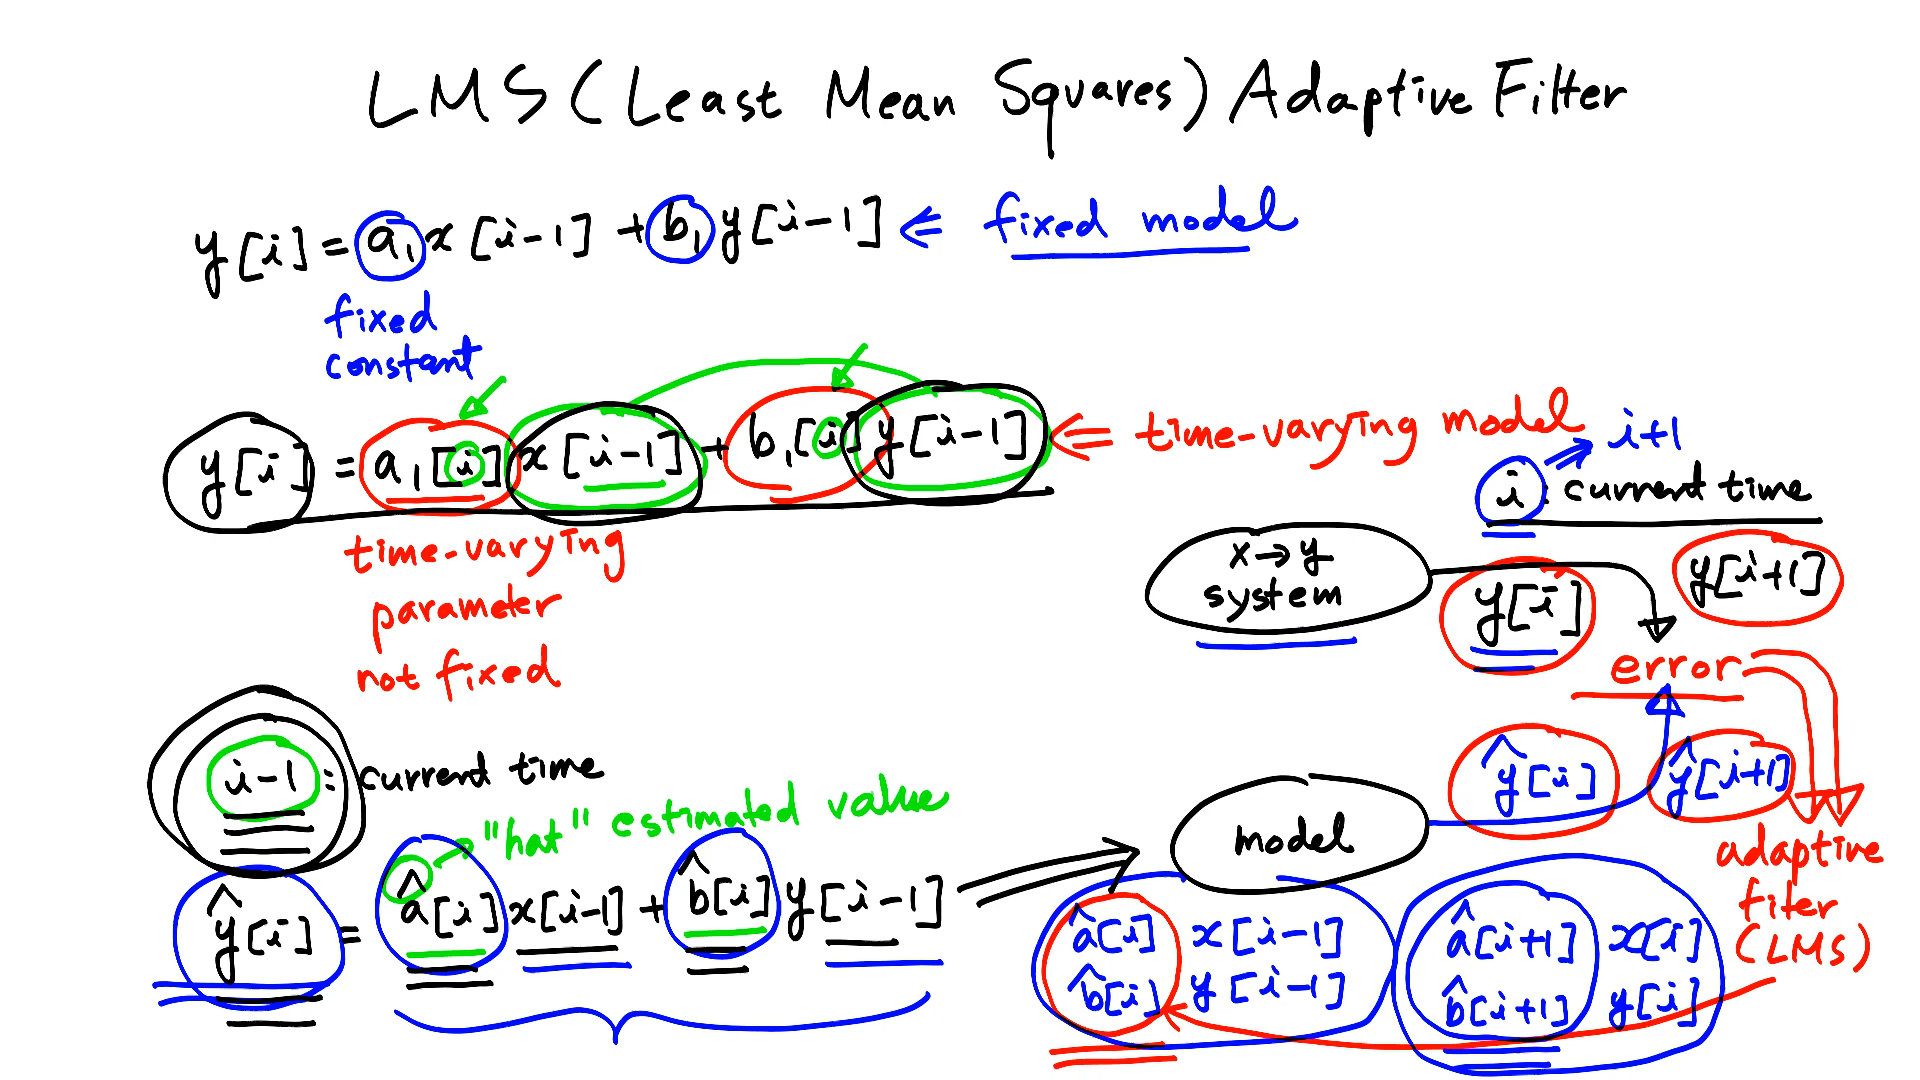 LMS (Least Mean Squares) Adaptive Filter
y[i] = a₁ x[i-1] + b₁ y[i-1] ⇐ fixed model
fixed
constant
y[i] = a₁[i] x[i-1] + b₁[i] y[i-1] ⇐ time-varying model
time-varying
parameter
not fixed
i ⇒ i+1
i : current time
x→y
system
y[i]
y[i+1]
error
i-1 : current time
"hat" estimated value
ŷ[i] = â[i] x[i-1] + b̂[i] y[i-1]
model
ŷ[i]
ŷ[i+1]
adaptive
fiter
(LMS)
â[i] x[i-1]
b̂[i] y[i-1]
â[i+1] x[i]
b̂[i+1] y[i]